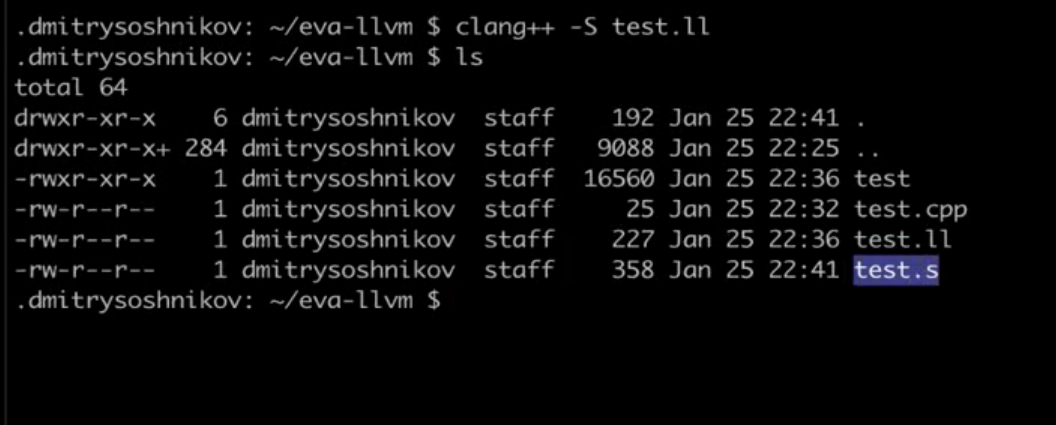 .dmitrysoshnikov: ~/eva-llvm $ clang++ -S test.ll
.dmitrysoshnikov: ~/eva-llvm $ ls
total 64
drwxr-xr-x    6 dmitrysoshnikov  staff    192 Jan 25 22:41 .
drwxr-xr-x+ 284 dmitrysoshnikov  staff   9088 Jan 25 22:25 ..
-rwxr-xr-x    1 dmitrysoshnikov  staff  16560 Jan 25 22:36 test
-rw-r--r--    1 dmitrysoshnikov  staff     25 Jan 25 22:32 test.cpp
-rw-r--r--    1 dmitrysoshnikov  staff    227 Jan 25 22:36 test.ll
-rw-r--r--    1 dmitrysoshnikov  staff    358 Jan 25 22:41 test.s
.dmitrysoshnikov: ~/eva-llvm $